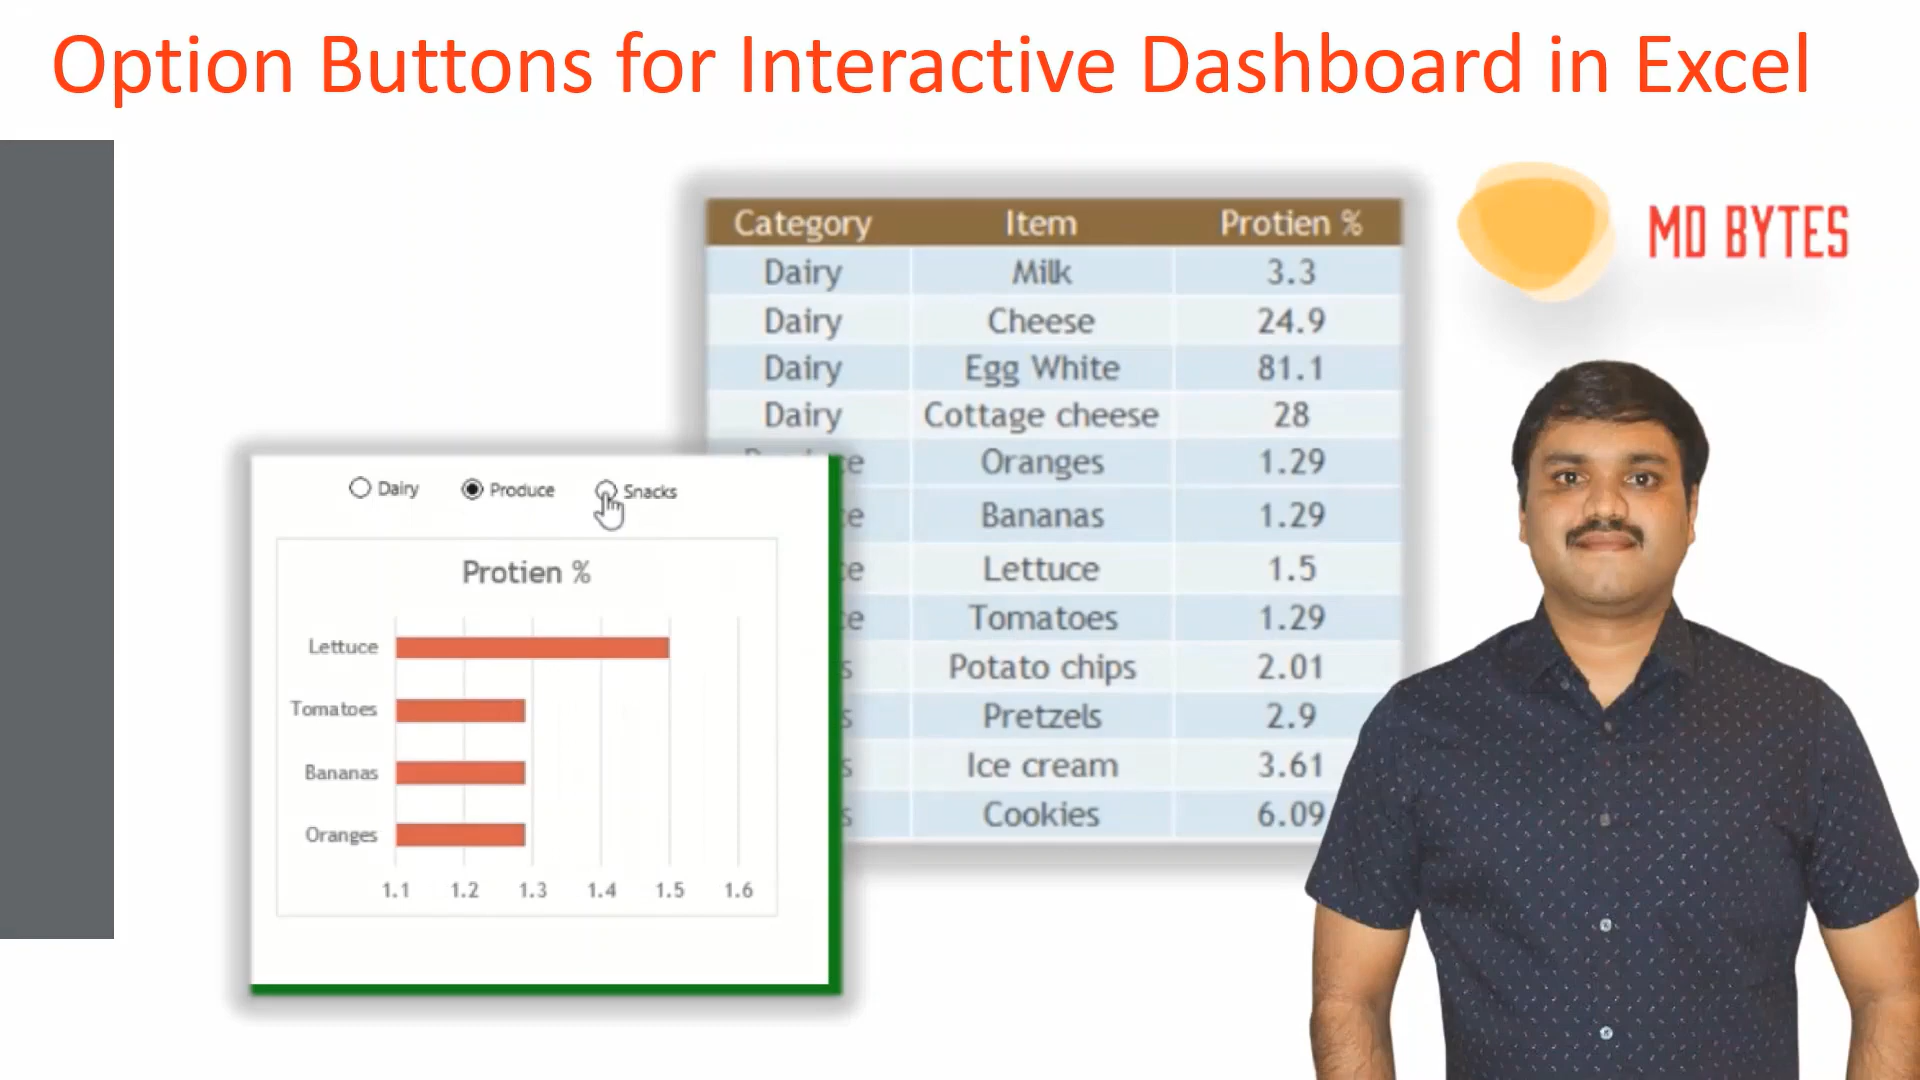 Option Buttons for Interactive Dashboard in Excel
MD BYTES
Category Item Protien %
Dairy Milk 3.3
Dairy Cheese 24.9
Dairy Egg White 81.1
Dairy Cottage cheese 28
Oranges 1.29
Bananas 1.29
Lettuce 1.5
Tomatoes 1.29
Potato chips 2.01
Pretzels 2.9
Ice cream 3.61
Cookies 6.09
Dairy Produce Snacks
Protien %
Lettuce
Tomatoes
Bananas
Oranges
1.1 1.2 1.3 1.4 1.5 1.6